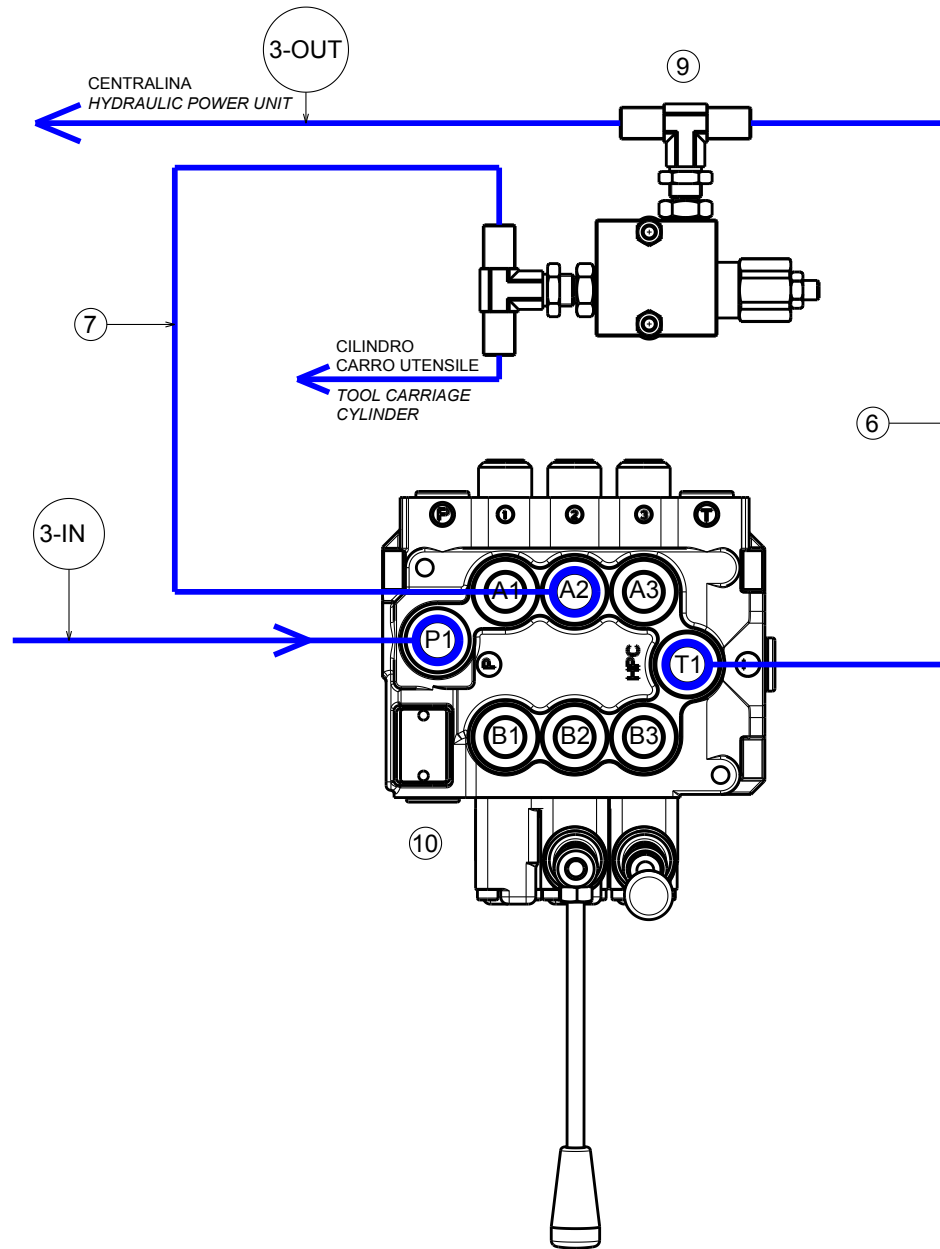 3-OUT
9
CENTRALINA
HYDRAULIC POWER UNIT
7
CILINDRO
CARRO UTENSILE
TOOL CARRIAGE
CYLINDER
6
3-IN
P
1
2
3
T
A1
A2
A3
P1
P
HPC
T1
B1
B2
B3
10